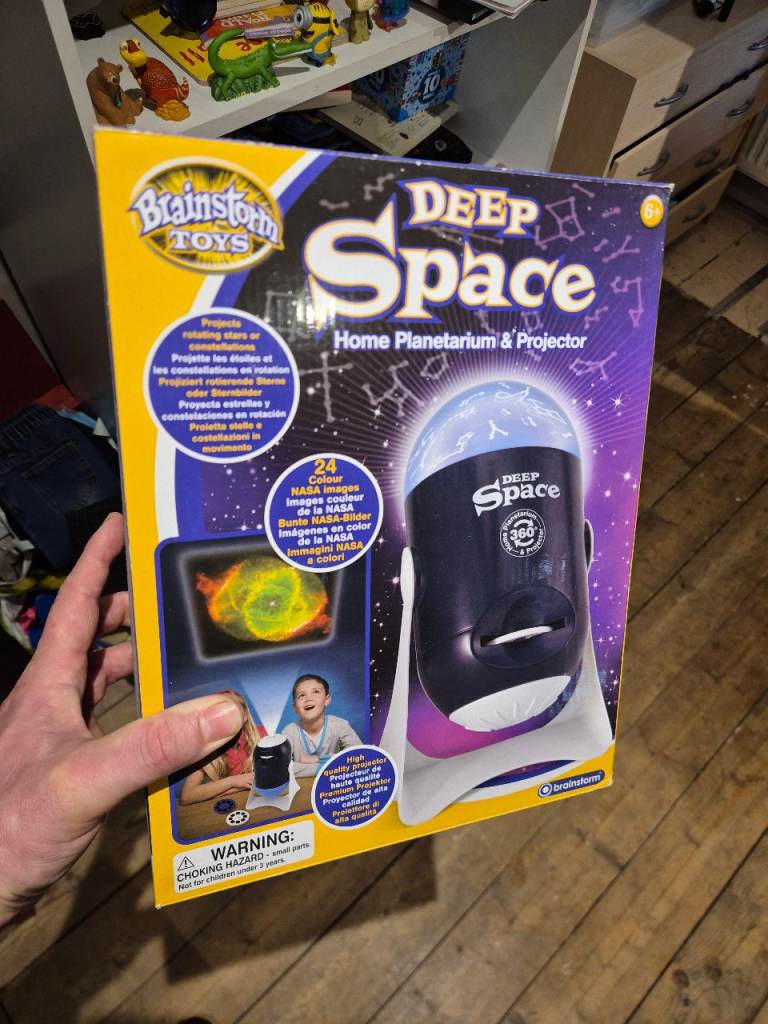 Brainstorm
TOYS
DEEP
Space
Home Planetarium & Projector
6+
Projects
rotating stars or
constellations
Projette les étoiles et
les constellations en rotation
Projiziert rotierende Sterne
oder Sternbilder
Proyecta estrellas y
constelaciones en rotación
Proietta stelle e
costellazioni in
movimento
24
Colour
NASA images
Images couleur
de la NASA
Bunte NASA-Bilder
Imágenes en color
de la NASA
Immagini NASA
a colori
DEEP
Space
Home Planetarium
360°
& Projector
High
quality projector
Projecteur de
haute qualité
Premium Projektor
Proyector de alta
calidad
Proiettore di
alta qualità
brainstorm
WARNING:
CHOKING HAZARD - small parts.
Not for children under 3 years.
10